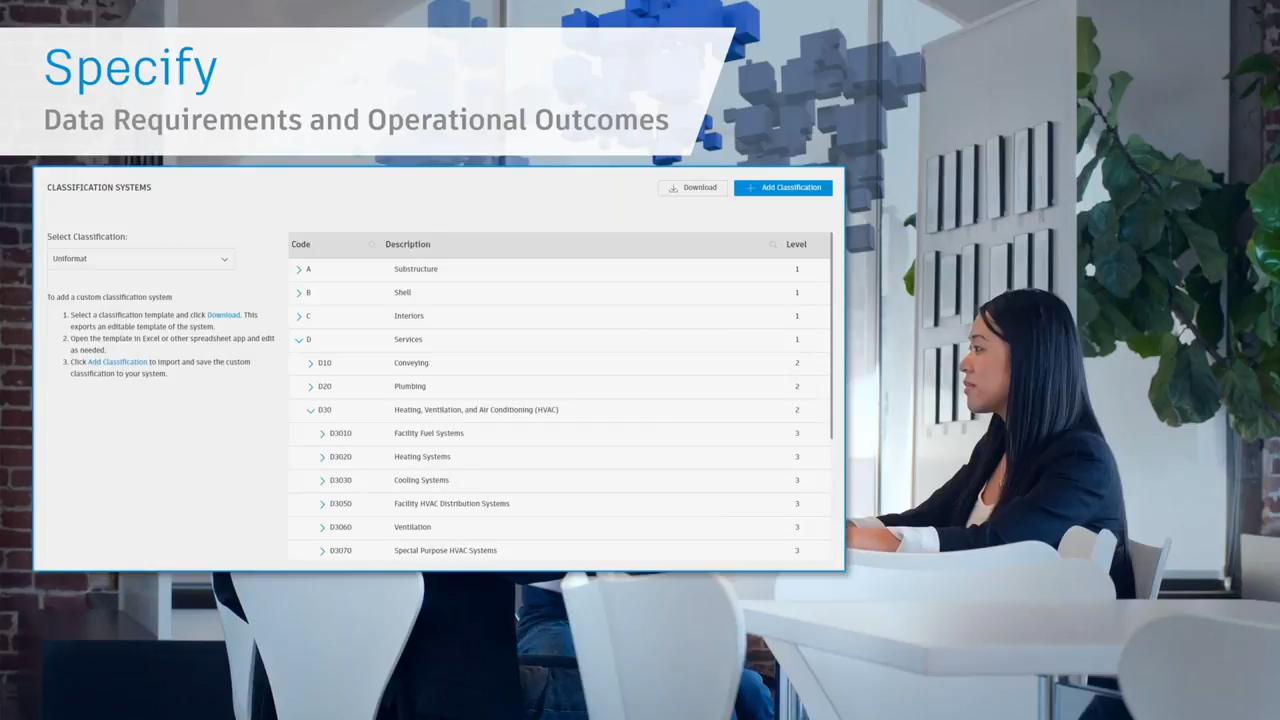 Specify
Data Requirements and Operational Outcomes
CLASSIFICATION SYSTEMS
Download
Add Classification
Select Classification:
Uniformat
To add a custom classification system
1. Select a classification template and click Download. This
exports an editable template of the system.
2. Open the template in Excel or other spreadsheet app and edit
as needed.
3. Click Add Classification to import and save the custom
classification to your system.
Code Description Level
A Substructure 1
B Shell 1
C Interiors 1
D Services 1
D10 Conveying 2
D20 Plumbing 2
D30 Heating, Ventilation, and Air Conditioning (HVAC) 2
D3010 Facility Fuel Systems 3
D3020 Heating Systems 3
D3030 Cooling Systems 3
D3050 Facility HVAC Distribution Systems 3
D3060 Ventilation 3
D3070 Special Purpose HVAC Systems 3